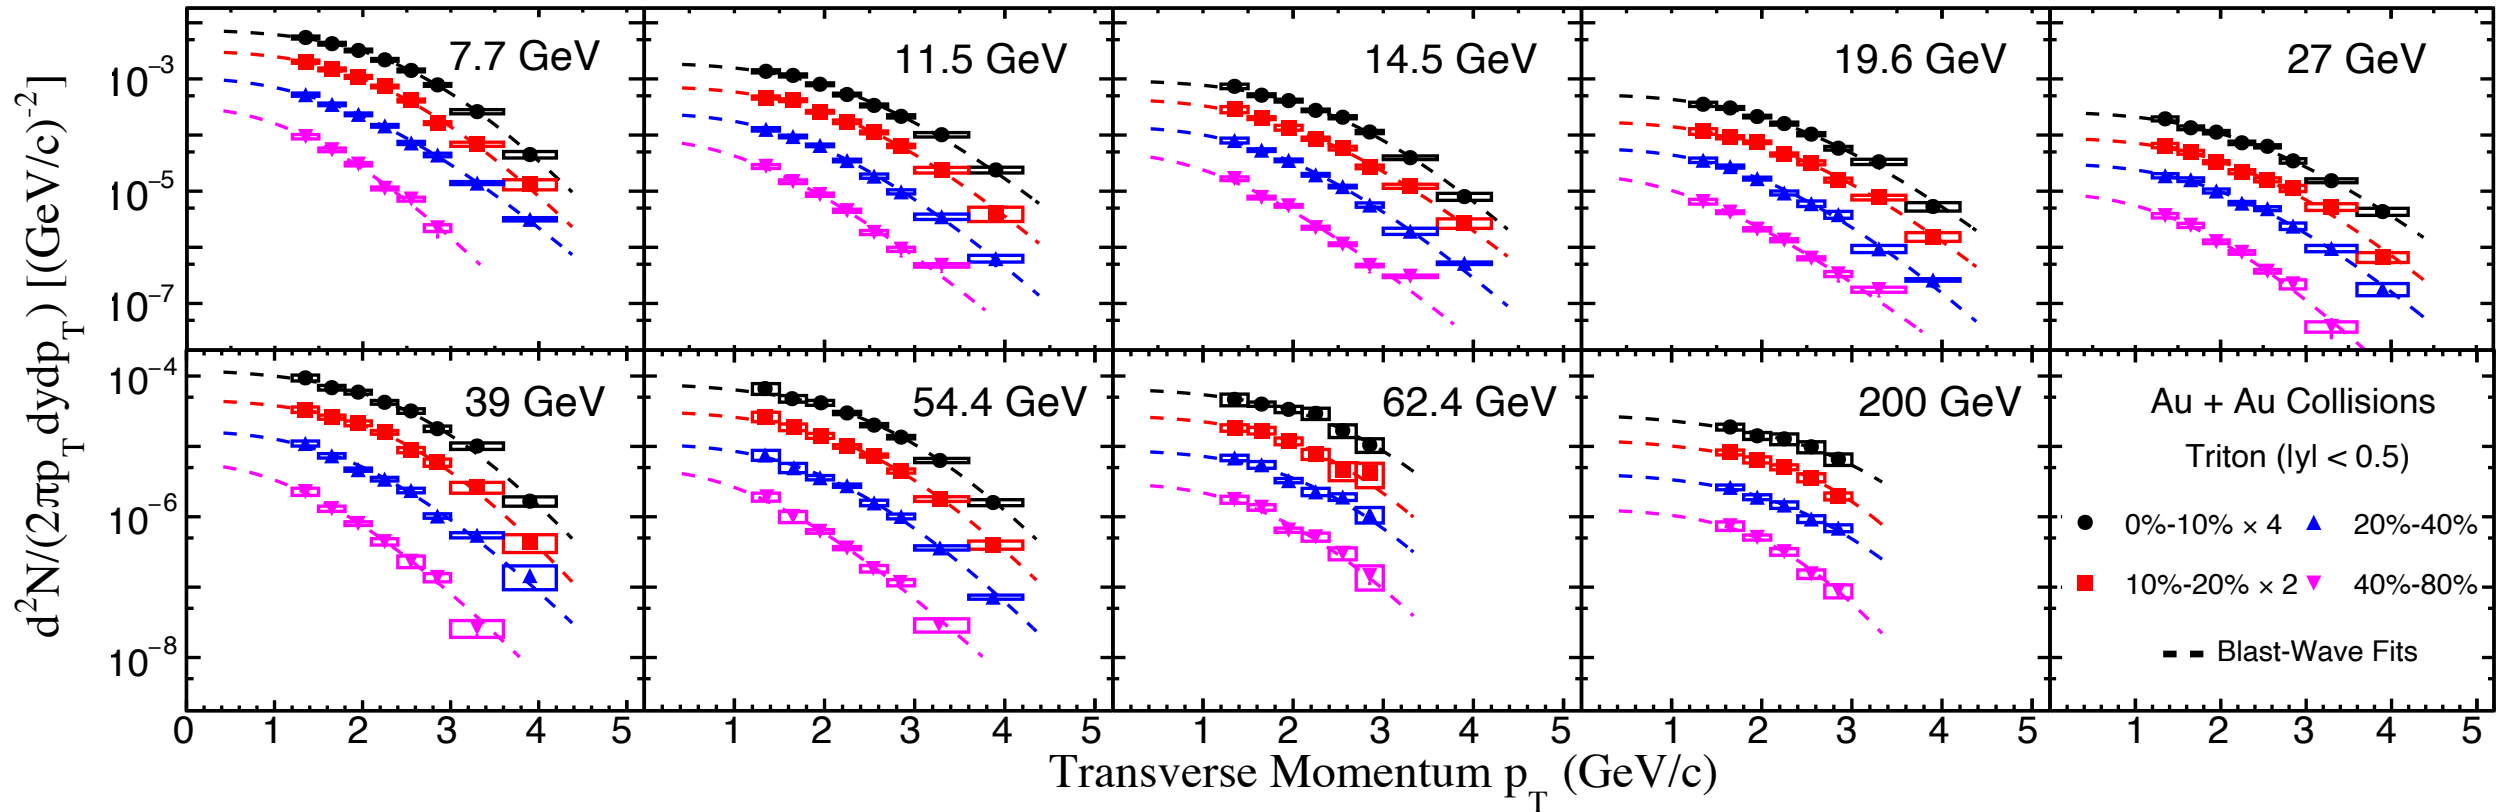 7.7 GeV
11.5 GeV
14.5 GeV
19.6 GeV
27 GeV
10⁻³
10⁻⁵
10⁻⁷
d²N/(2πp_T dydp_T) [(GeV/c)⁻²]
39 GeV
54.4 GeV
62.4 GeV
200 GeV
Au + Au Collisions
Triton (|y| < 0.5)
0%-10% × 4 20%-40%
10%-20% × 2 40%-80%
Blast-Wave Fits
10⁻⁴
10⁻⁶
10⁻⁸
0 1 2 3 4 5 1 2 3 4 5 1 2 3 4 5 1 2 3 4 5 1 2 3 4 5
Transverse Momentum p_T (GeV/c)